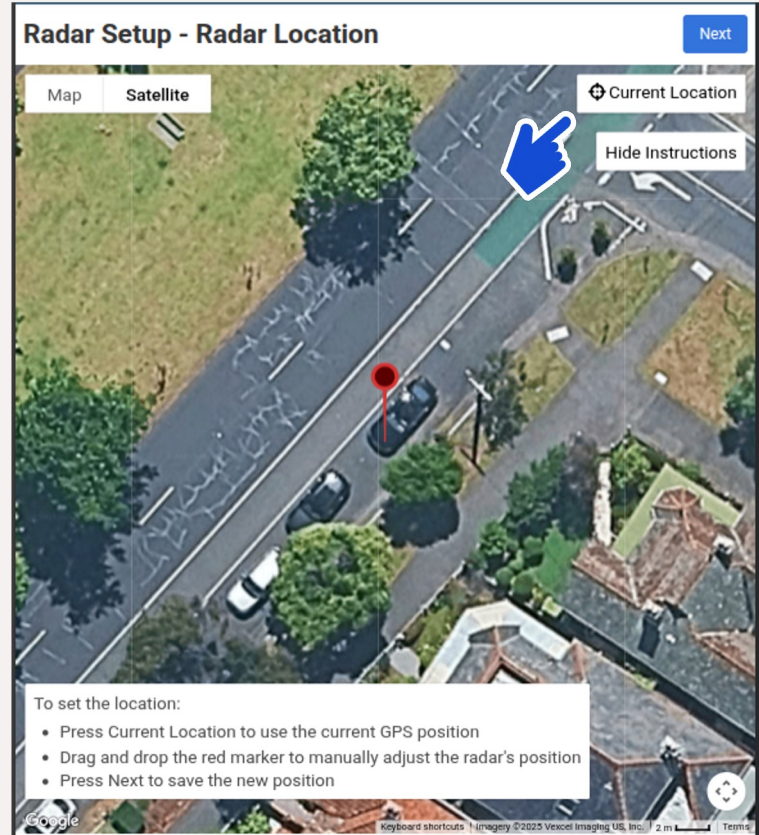 Radar Setup - Radar Location
Next
Map
Satellite
Current Location
Hide Instructions
To set the location:
• Press Current Location to use the current GPS position
• Drag and drop the red marker to manually adjust the radar's position
• Press Next to save the new position
Google
Keyboard shortcuts
Imagery ©2025 Vexcel Imaging US, Inc.
2 m
Terms